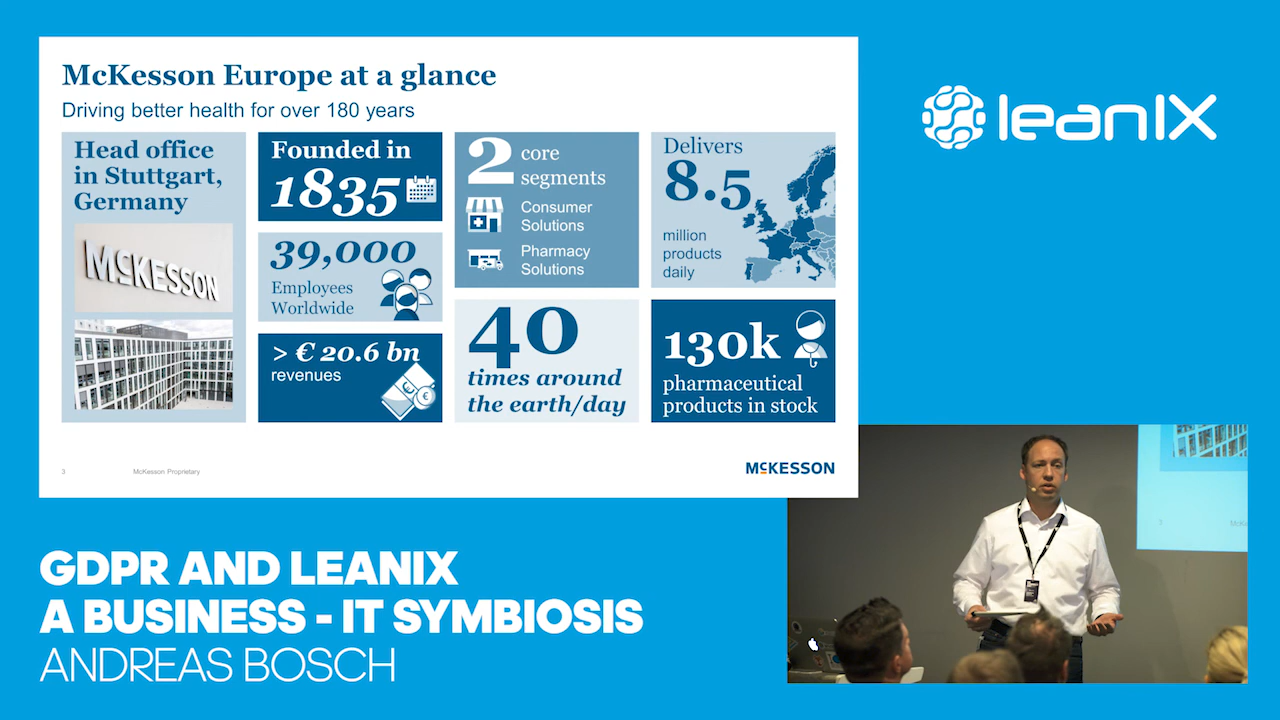 McKesson Europe at a glance
Driving better health for over 180 years
Head office
in Stuttgart,
Germany
MCKESSON
Founded in
1835
39,000
Employees
Worldwide
> € 20.6 bn
revenues
2 core
segments
Consumer
Solutions
Pharmacy
Solutions
40
times around
the earth/day
Delivers
8.5
million
products
daily
130k
pharmaceutical
products in stock
3
McKesson Proprietary
MCKESSON
leanIX
GDPR AND LEANIX
A BUSINESS - IT SYMBIOSIS
ANDREAS BOSCH